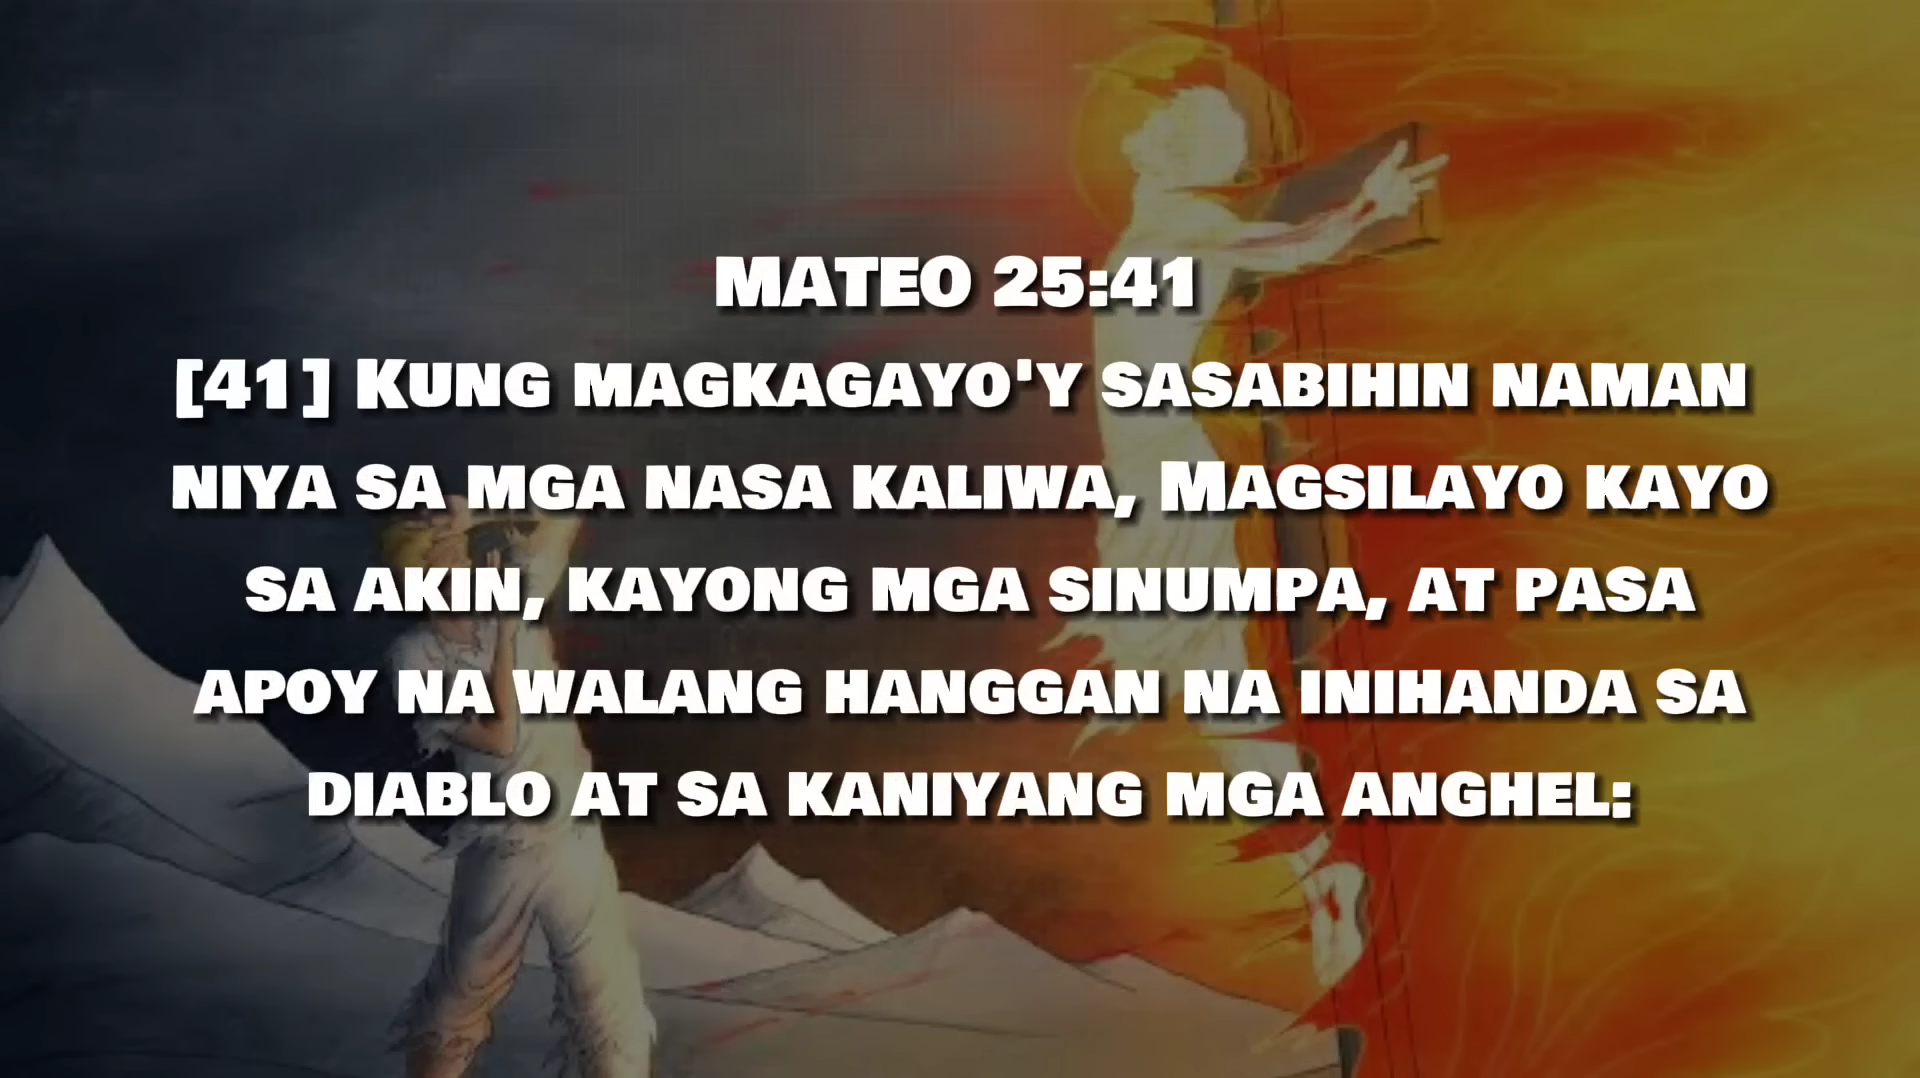 MATEO 25:41
[41] Kung magkagayo'y sasabihin naman
niya sa mga nasa kaliwa, Magsilayo kayo
sa akin, kayong mga sinumpa, at pasa
apoy na walang hanggan na inihanda sa
diablo at sa kaniyang mga anghel: